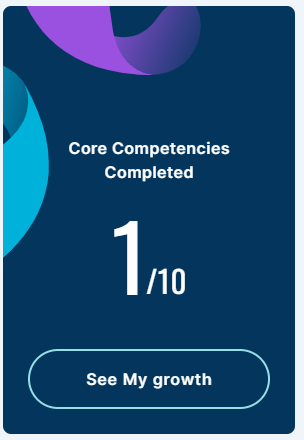 Core Competencies
Completed
1/10
See My growth